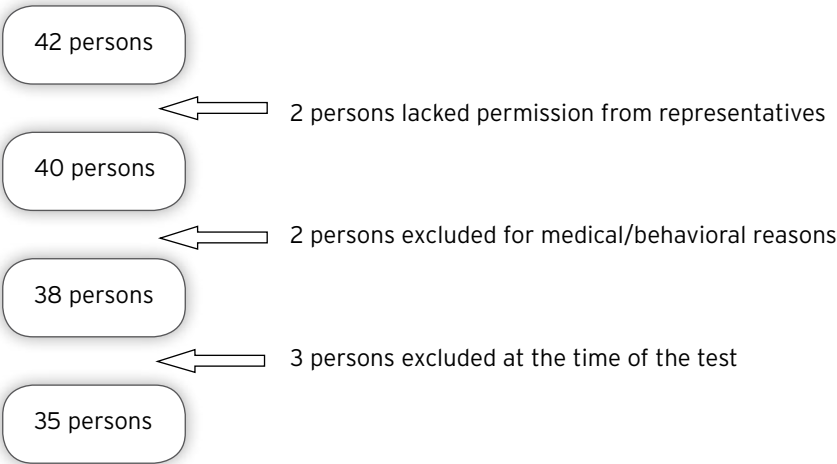 42 persons
2 persons lacked permission from representatives
40 persons
2 persons excluded for medical/behavioral reasons
38 persons
3 persons excluded at the time of the test
35 persons